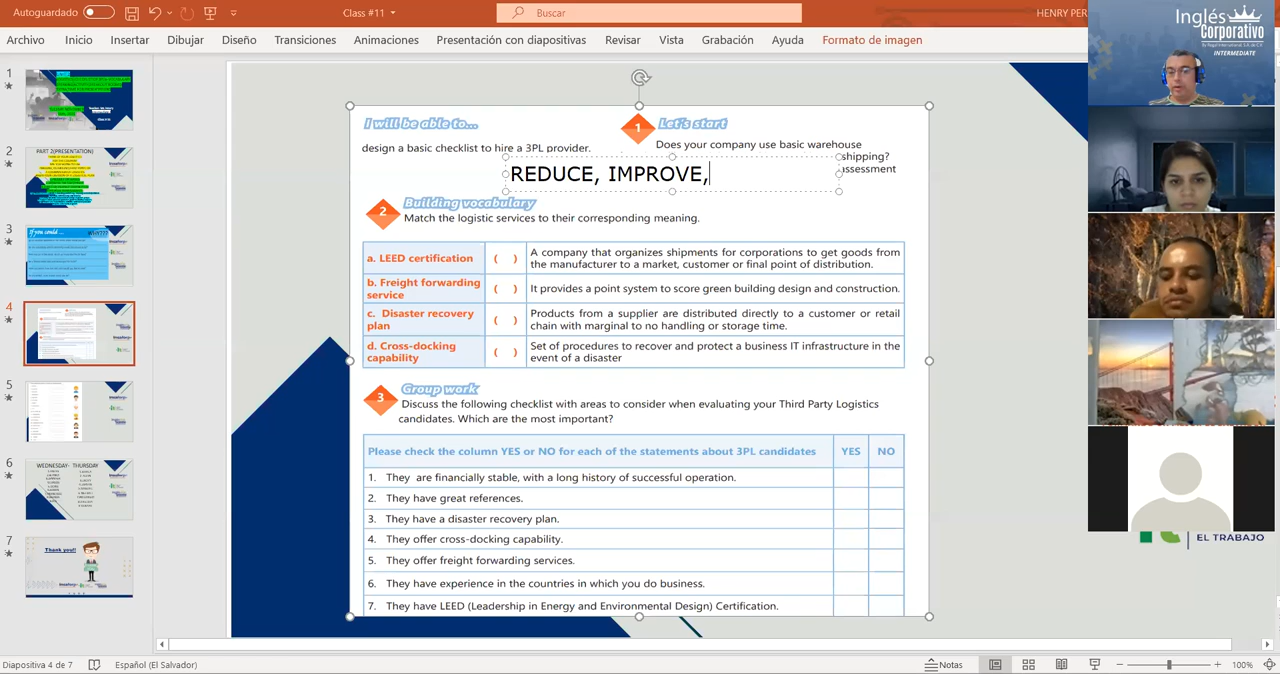 Autoguardado
Class #11
Buscar
HENRY PER
Archivo Inicio Insertar Dibujar Diseño Transiciones Animaciones Presentación con diapositivas Revisar Vista Grabación Ayuda Formato de imagen
Inglés
Corporativo
INTERMEDIATE
1
2
PART 2(PRESENTATION)
3
If you could ...
WHY???
4
5
6
WEDNESDAY- THURSDAY
7
Thank you!!
I will be able to...
design a basic checklist to hire a 3PL provider.
1 Let's start
Does your company use basic warehouse
shipping?
assessment
REDUCE, IMPROVE,
2 Building vocabulary
Match the logistic services to their corresponding meaning.
a. LEED certification ( ) A company that organizes shipments for corporations to get goods from the manufacturer to a market, customer or final point of distribution.
b. Freight forwarding service ( ) It provides a point system to score green building design and construction.
c. Disaster recovery plan ( ) Products from a supplier are distributed directly to a customer or retail chain with marginal to no handling or storage time.
d. Cross-docking capability ( ) Set of procedures to recover and protect a business IT infrastructure in the event of a disaster
3 Group work
Discuss the following checklist with areas to consider when evaluating your Third Party Logistics
candidates. Which are the most important?
Please check the column YES or NO for each of the statements about 3PL candidates YES NO
1. They are financially stable, with a long history of successful operation.
2. They have great references.
3. They have a disaster recovery plan.
4. They offer cross-docking capability.
5. They offer freight forwarding services.
6. They have experience in the countries in which you do business.
7. They have LEED (Leadership in Energy and Environmental Design) Certification.
EL TRABAJO
Diapositiva 4 de 7 Español (El Salvador) Notas 100%